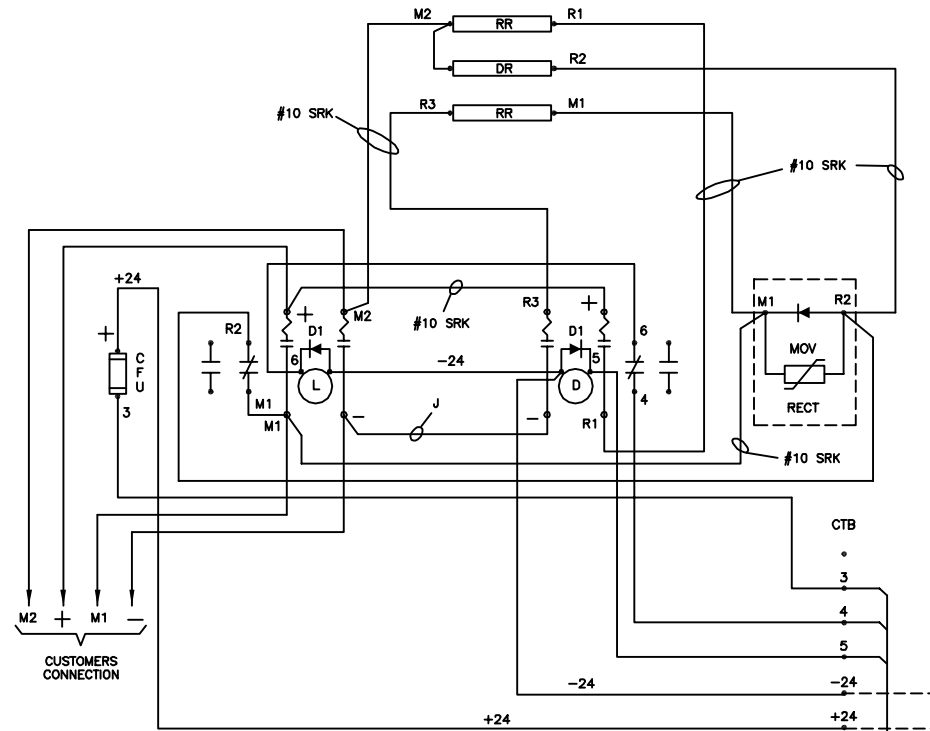 M2 RR R1
DR R2
R3 RR M1
#10 SRK
#10 SRK
+24
+
C
F
U
3
R2
M1
M1
+
D1
6
L
M2
−
#10 SRK
−24
J
R3
+
D1
5
D
−
R1
6
4
M1 R2
MOV
RECT
#10 SRK
CTB
3
4
5
−24 −24
+24 +24
M2 + M1 −
CUSTOMERS
CONNECTION